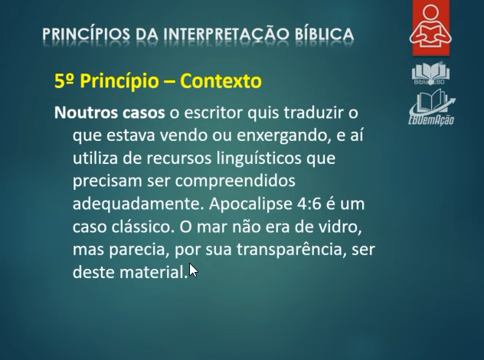 PRINCÍPIOS DA INTERPRETAÇÃO BÍBLICA
5º Princípio – Contexto
Noutros casos o escritor quis traduzir o
que estava vendo ou enxergando, e aí
utiliza de recursos linguísticos que
precisam ser compreendidos
adequadamente. Apocalipse 4:6 é um
caso clássico. O mar não era de vidro,
mas parecia, por sua transparência, ser
deste material.
EBDemAção